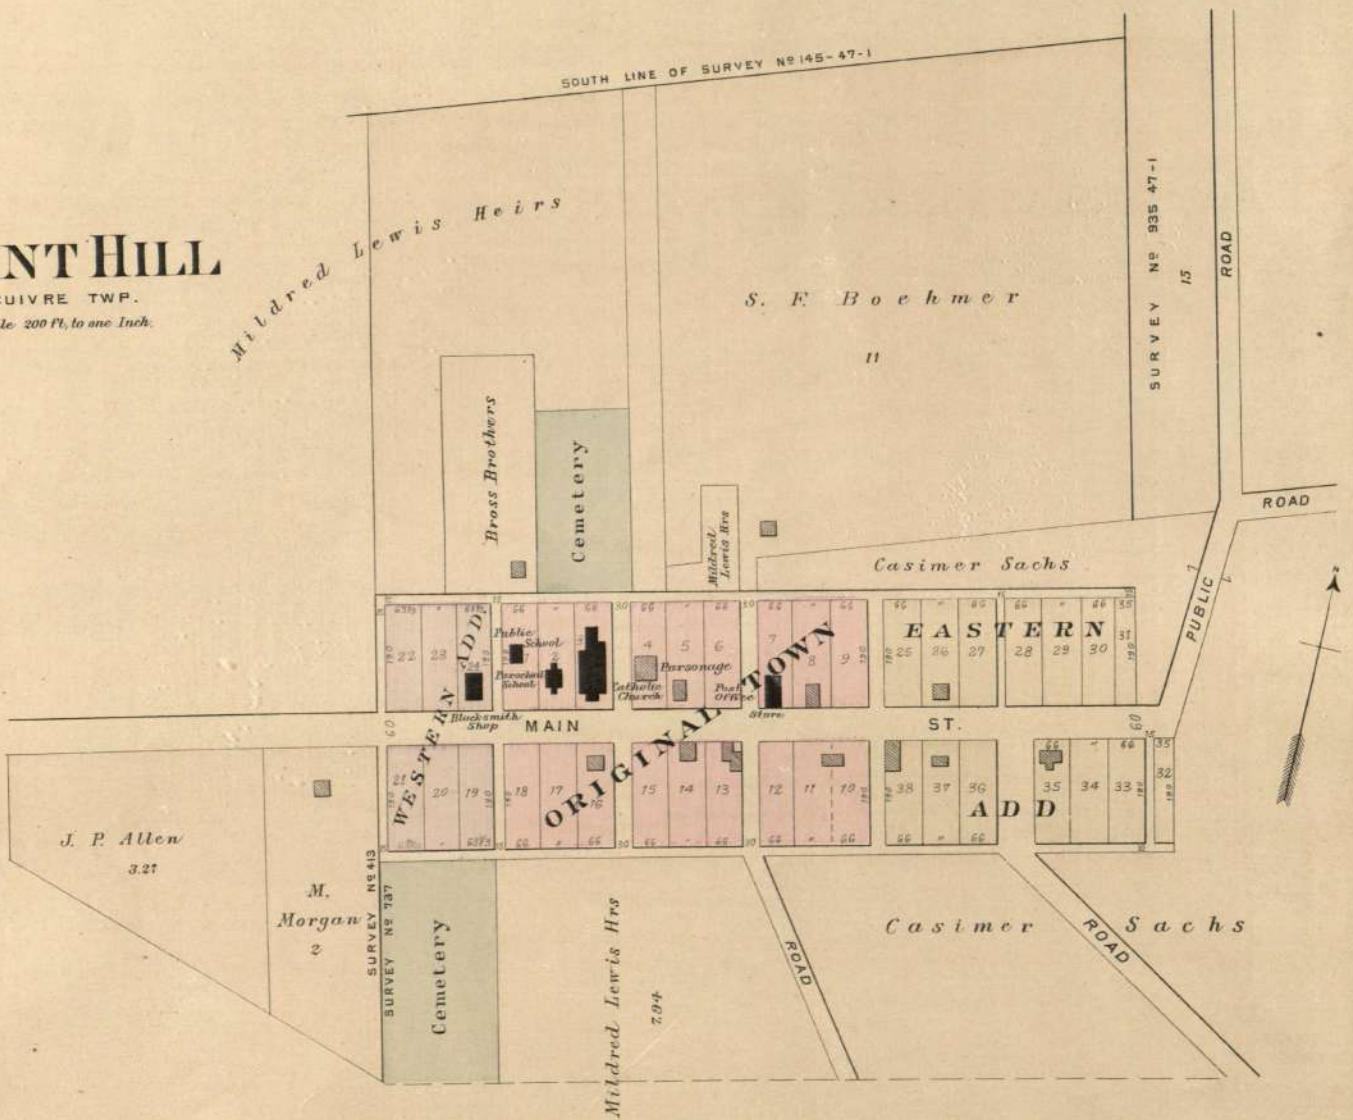 SOUTH LINE OF SURVEY Nº 145-47-1
NT HILL
CUIVRE TWP.
le 200 Ft, to one Inch.
Mildred Lewis Heirs
S. F. Boehmer
11
SURVEY Nº 935 47-1
15
ROAD
ROAD
PUBLIC
Bross Brothers
Cemetery
Mildred
Lewis Hrs
Casimer Sachs
22 23 24
WESTERN ADD
Public
School
1 2 3
Parochial
School
Catholic
Church
4 5 6
Parsonage
Post
Office
7 8 9
Store
ORIGINAL TOWN
EASTERN
25 26 27 28 29 30 31
Blacksmith
Shop
60
MAIN
ST.
60
21 20 19
18 17 16
15 14 13
12 11 10
38 37 36
35 34 33 32
ADD
J. P. Allen
M.
Morgan
2
SURVEY Nº 413
SURVEY Nº 737
Cemetery
Mildred Lewis Hrs
7.94
ROAD
Casimer Sachs
ROAD